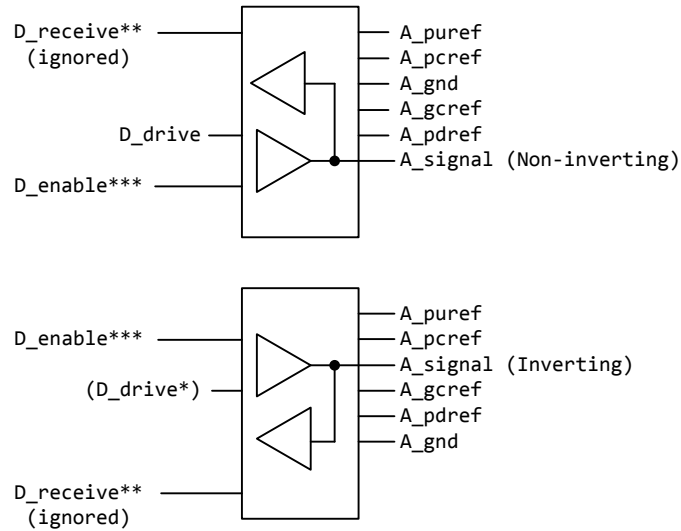 D_receive**
(ignored)
D_drive
D_enable***
A_puref
A_pcref
A_gnd
A_gcref
A_pdref
A_signal (Non-inverting)
D_enable***
(D_drive*)
D_receive**
(ignored)
A_puref
A_pcref
A_signal (Inverting)
A_gcref
A_pdref
A_gnd